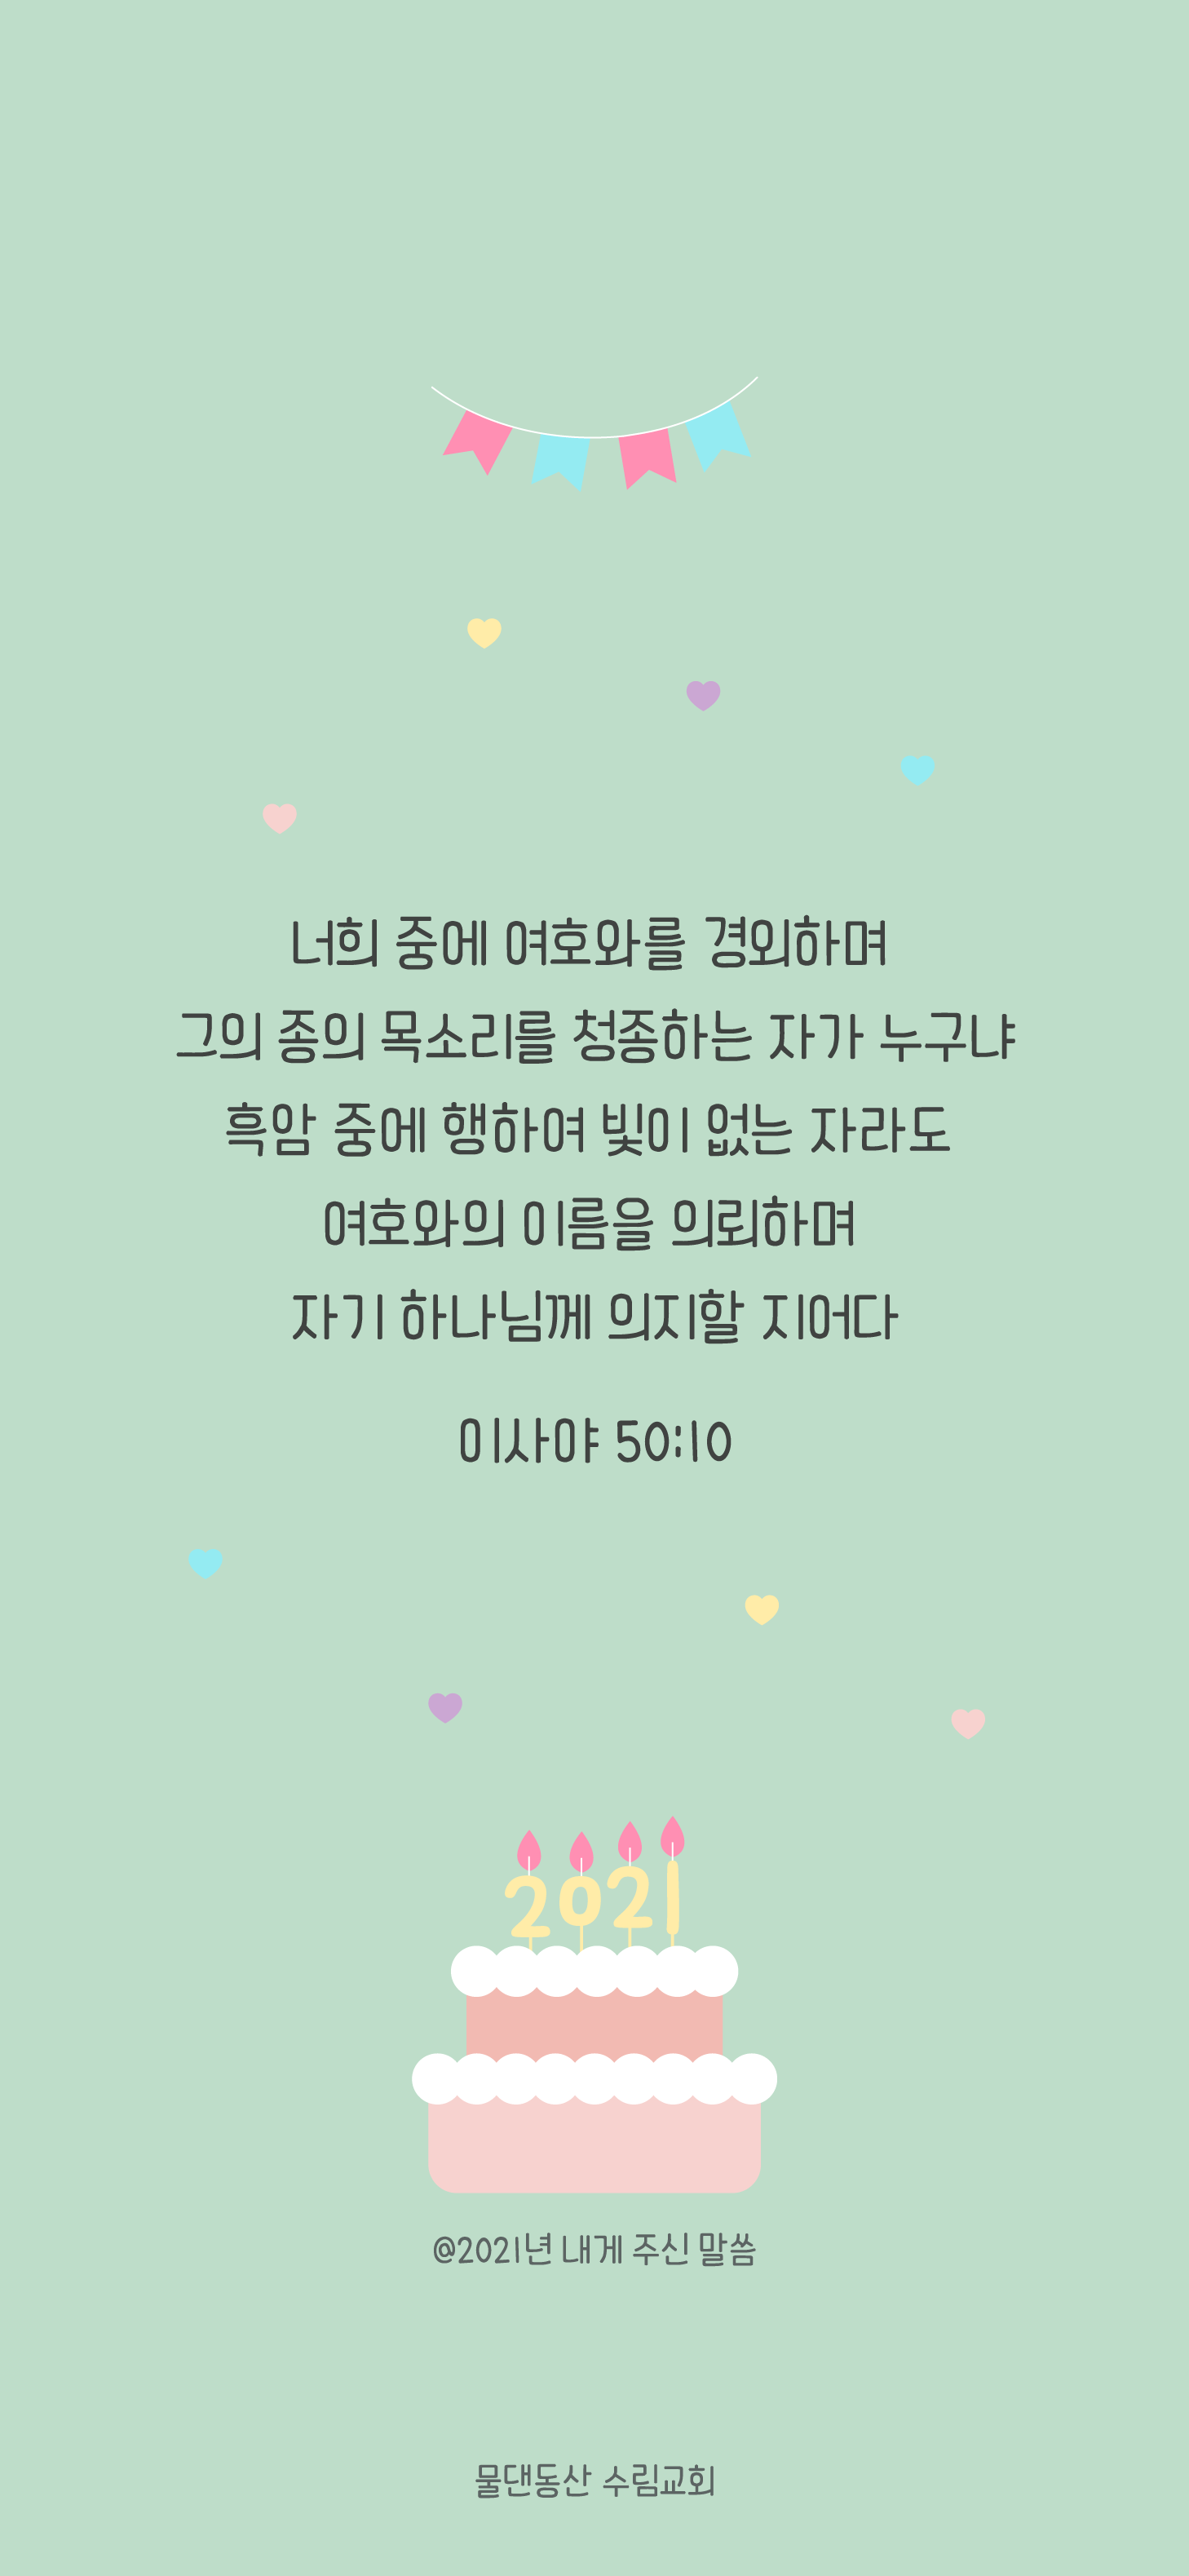 너희 중에 여호와를 경외하며
그의 종의 목소리를 청종하는 자가 누구냐
흑암 중에 행하여 빛이 없는 자라도
여호와의 이름을 의뢰하며
자기 하나님께 의지할 지어다
이사야 50:10
2021
@2021년 내게 주신 말씀
물댄동산 수림교회